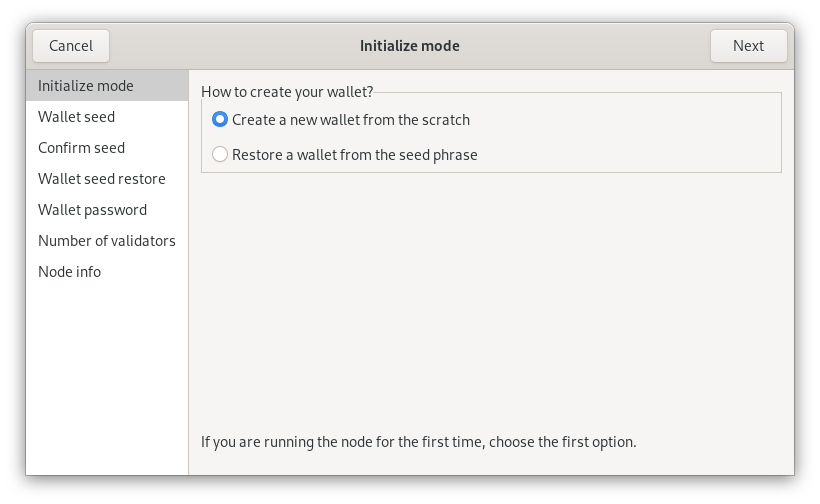 Cancel
Initialize mode
Next
Initialize mode
Wallet seed
Confirm seed
Wallet seed restore
Wallet password
Number of validators
Node info
How to create your wallet?
Create a new wallet from the scratch
Restore a wallet from the seed phrase
If you are running the node for the first time, choose the first option.